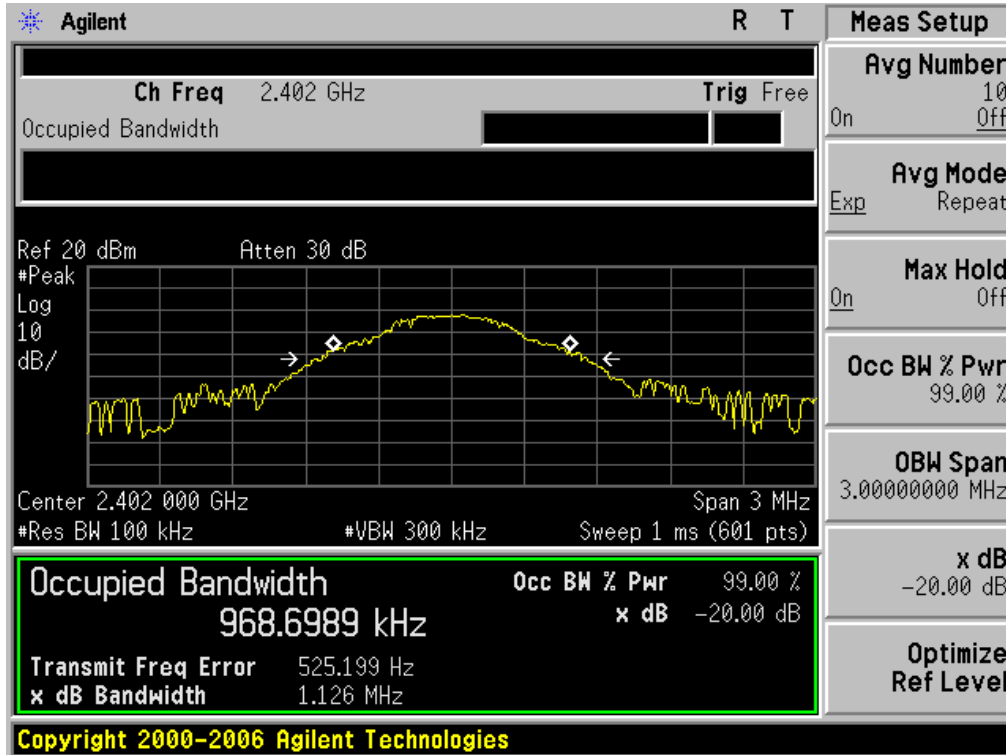 Agilent R T Meas Setup
Ch Freq 2.402 GHz Trig Free
Occupied Bandwidth
Ref 20 dBm Atten 30 dB
#Peak
Log
10
dB/
Center 2.402 000 GHz Span 3 MHz
#Res BW 100 kHz #VBW 300 kHz Sweep 1 ms (601 pts)
Occupied Bandwidth
968.6989 kHz
Occ BW % Pwr 99.00 %
x dB -20.00 dB
Transmit Freq Error 525.199 Hz
x dB Bandwidth 1.126 MHz
Avg Number
10
On Off
Avg Mode
Exp Repeat
Max Hold
On Off
Occ BW % Pwr
99.00 %
OBW Span
3.00000000 MHz
x dB
-20.00 dB
Optimize
Ref Level
Copyright 2000-2006 Agilent Technologies